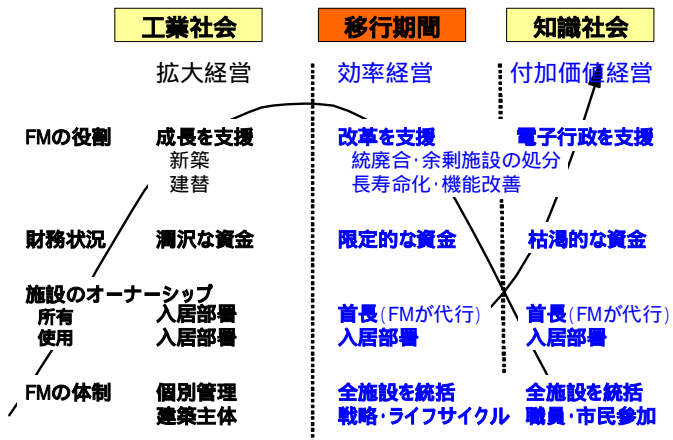 工業社会 移行期間 知識社会
拡大経営 効率経営 付加価値経営
FMの役割 成長を支援 改革を支援 電子行政を支援
新築 統廃合･余剰施設の処分
建替 長寿命化･機能改善
財務状況 潤沢な資金 限定的な資金 枯渇的な資金
施設のオーナーシップ
所有 入居部署 首長(FMが代行) 首長(FMが代行)
使用 入居部署 入居部署 入居部署
FMの体制 個別管理 全施設を統括 全施設を統括
建築主体 戦略･ライフサイクル 職員･市民参加